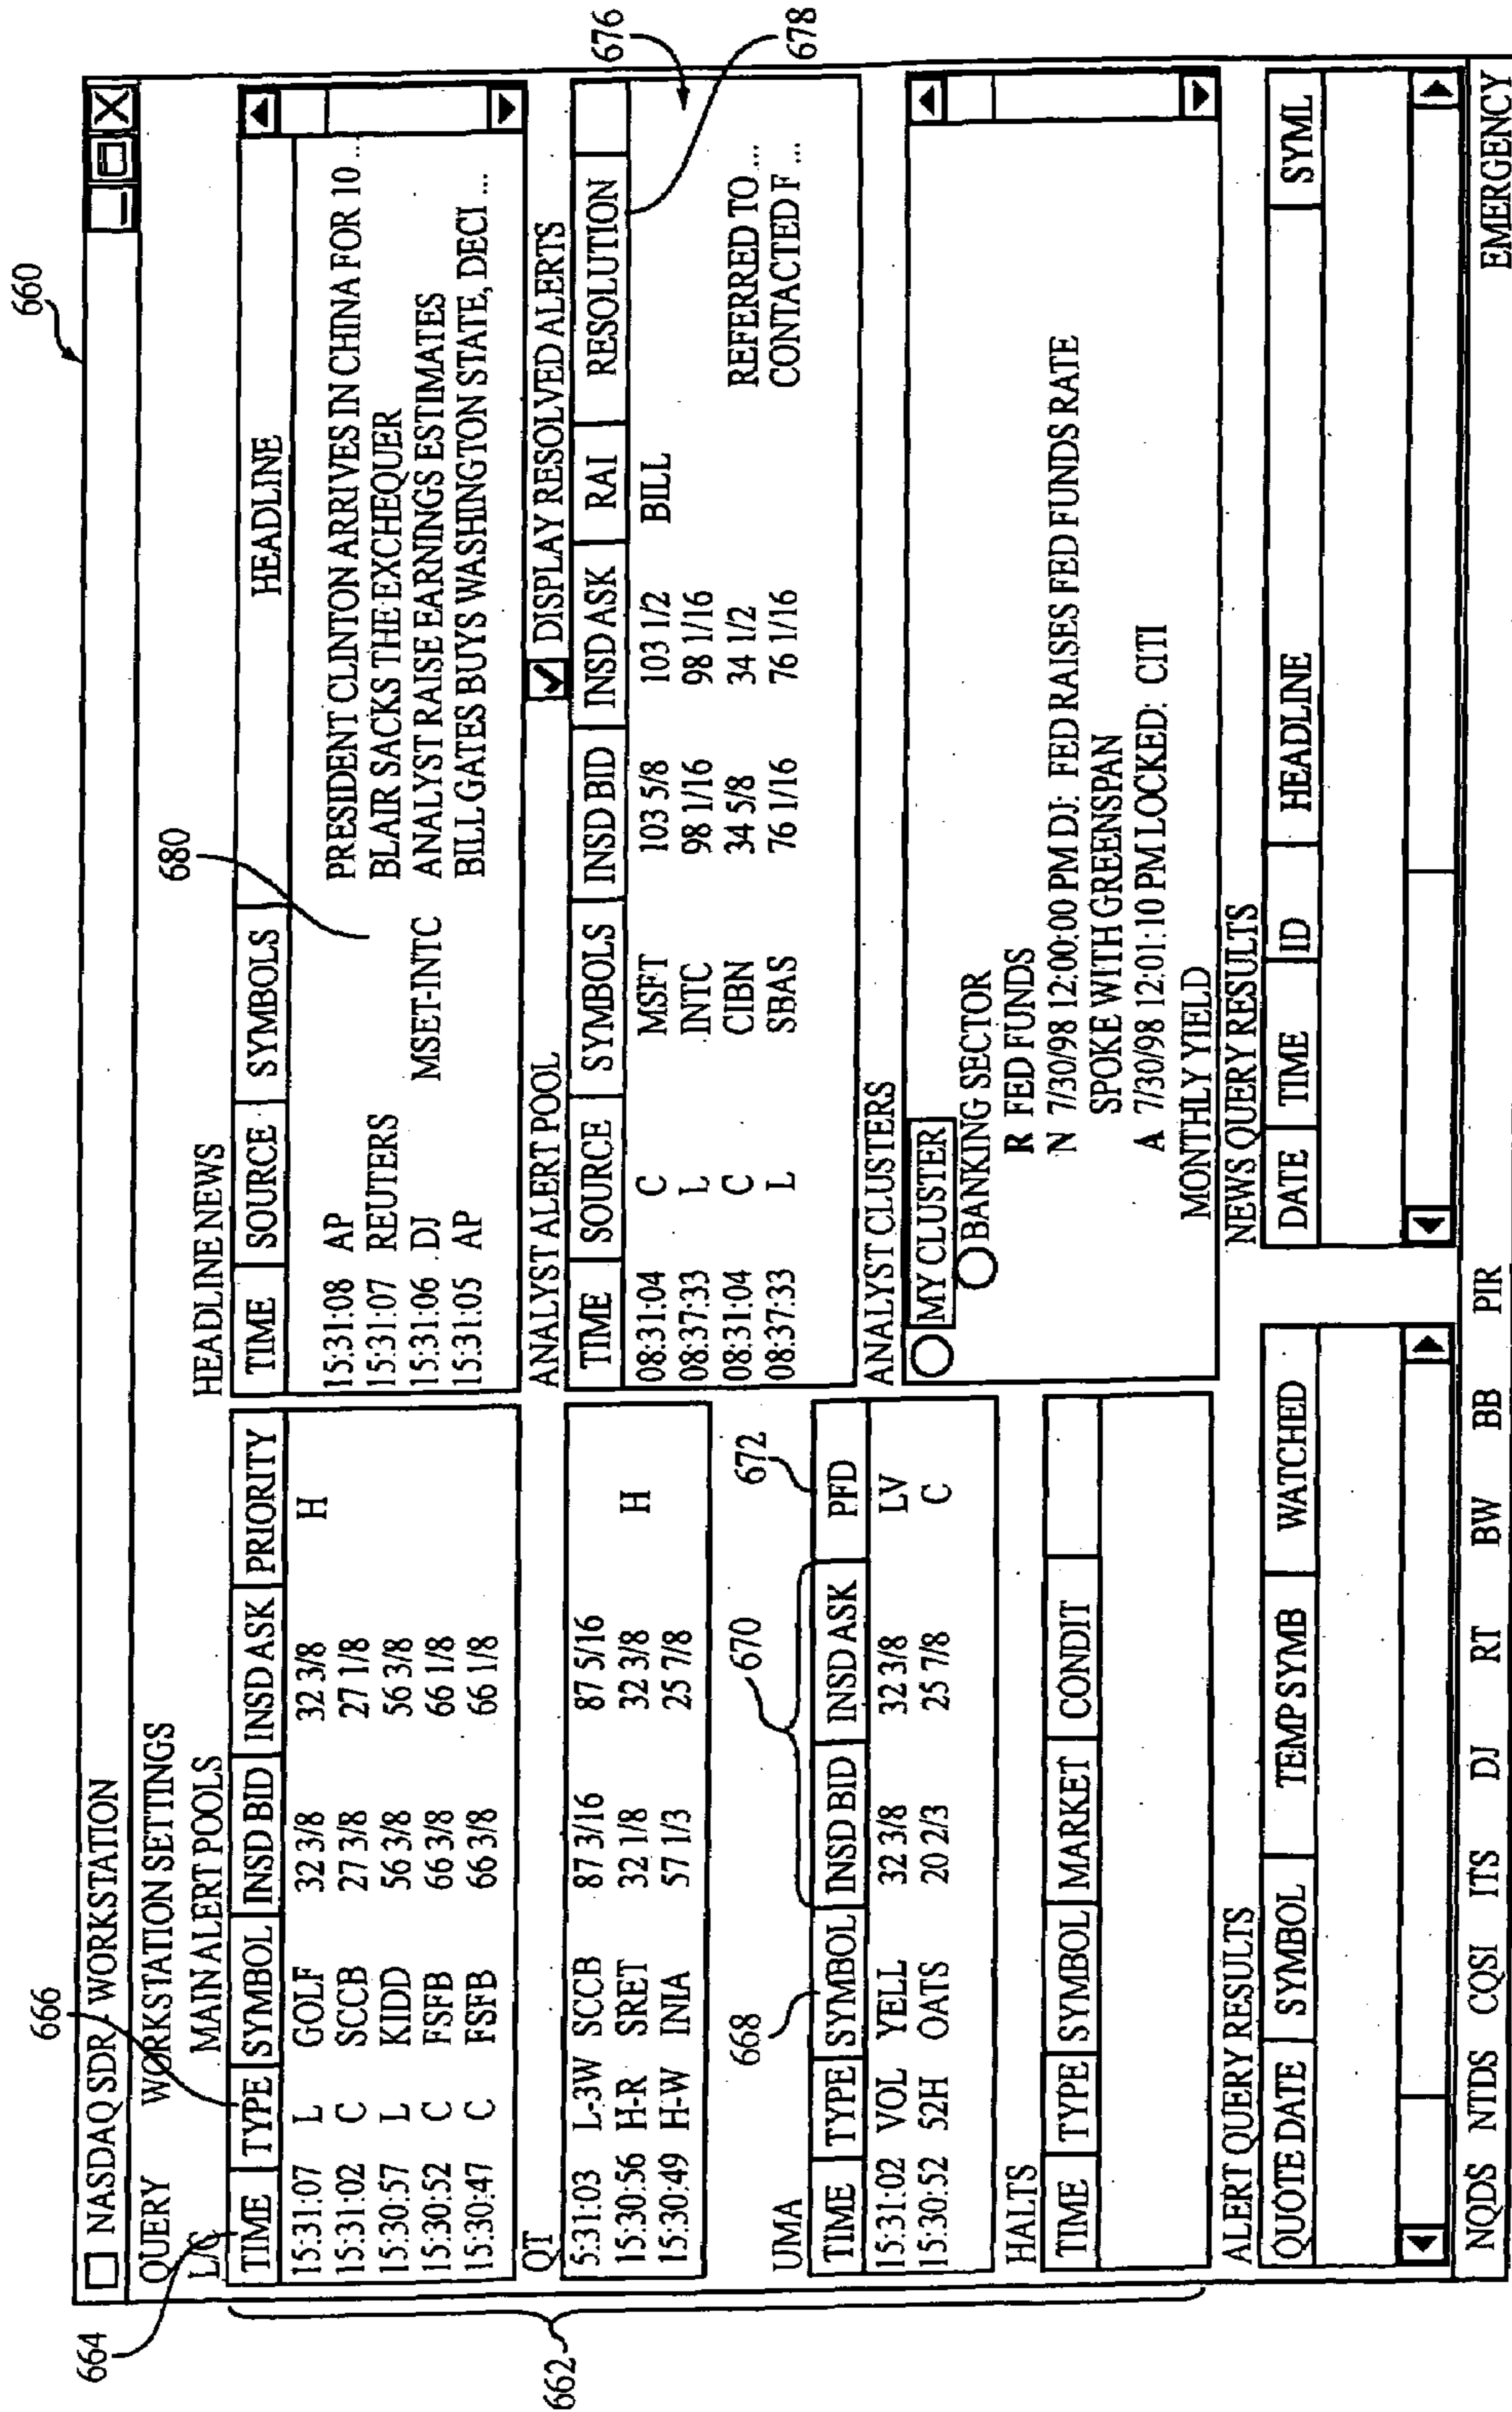 660
NASDAQ SDR WORKSTATION
QUERY WORKSTATION SETTINGS
666
664
662
L/C MAIN ALERT POOLS
TIME TYPE SYMBOL INSD BID INSD ASK PRIORITY
15:31:07 L GOLF 32 3/8 32 3/8 H
15:31:02 C SCCB 27 3/8 27 1/8
15:30:57 L KIDD 56 3/8 56 3/8
15:30:52 C FSFB 66 3/8 66 1/8
15:30:47 C FSFB 66 3/8 66 1/8
QT
5:31:03 L-3W SCCB 87 3/16 87 5/16
15:30:56 H-R SRET 32 1/8 32 3/8 H
15:30:49 H-W INIA 57 1/3 25 7/8
668
670
672
UMA
TIME TYPE SYMBOL INSD BID INSD ASK PFD
15:31:02 VOL YELL 32 3/8 32 3/8 LV
15:30:52 52H OATS 20 2/3 25 7/8 C
HALTS
TIME TYPE SYMBOL MARKET CONDIT
ALERT QUERY RESULTS
QUOTE DATE SYMBOL TEMP SYMB WATCHED
HEADLINE NEWS
680
TIME SOURCE SYMBOLS HEADLINE
15:31:08 AP PRESIDENT CLINTON ARRIVES IN CHINA FOR 10 ...
15:31:07 REUTERS BLAIR SACKS THE EXCHEQUER
15:31:06 DJ MSET-INTC ANALYST RAISE EARNINGS ESTIMATES
15:31:05 AP BILL GATES BUYS WASHINGTON STATE, DECI ...
ANALYST ALERT POOL DISPLAY RESOLVED ALERTS
676
678
TIME SOURCE SYMBOLS INSD BID INSD ASK RAI RESOLUTION
08:31:04 C MSFT 103 5/8 103 1/2 BILL
08:37:33 L INTC 98 1/16 98 1/16
08:31:04 C CIBN 34 5/8 34 1/2 REFERRED TO ...
08:37:33 L SBAS 76 1/16 76 1/16 CONTACTED F ...
ANALYST CLUSTERS
MY CLUSTER
BANKING SECTOR
R FED FUNDS
N 7/30/98 12:00:00 PM DJ: FED RAISES FED FUNDS RATE
SPOKE WITH GREENSPAN
A 7/30/98 12:01:10 PM LOCKED: CITI
MONTHLY YIELD
NEWS QUERY RESULTS
DATE TIME ID HEADLINE SYML
NQDS NTDS CQSI ITS DJ RT BW BB PIR EMERGENCY